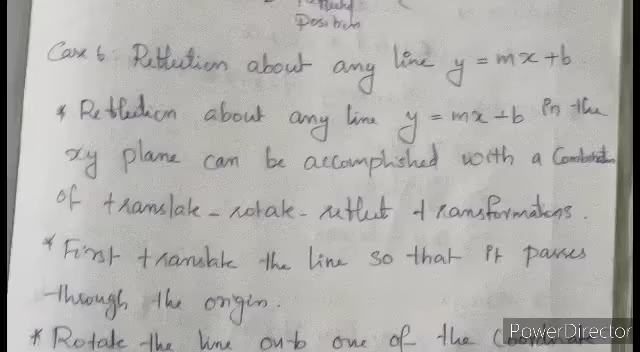 Position
Case 6: Reflection about any line y = mx + b
* Reflection about any line y = mx + b in the
xy plane can be accomplished with a Combination
of translate - rotate - reflect transformations.
* First translate the line so that it passes
through the origin.
* Rotate the line onto one of the
PowerDirector